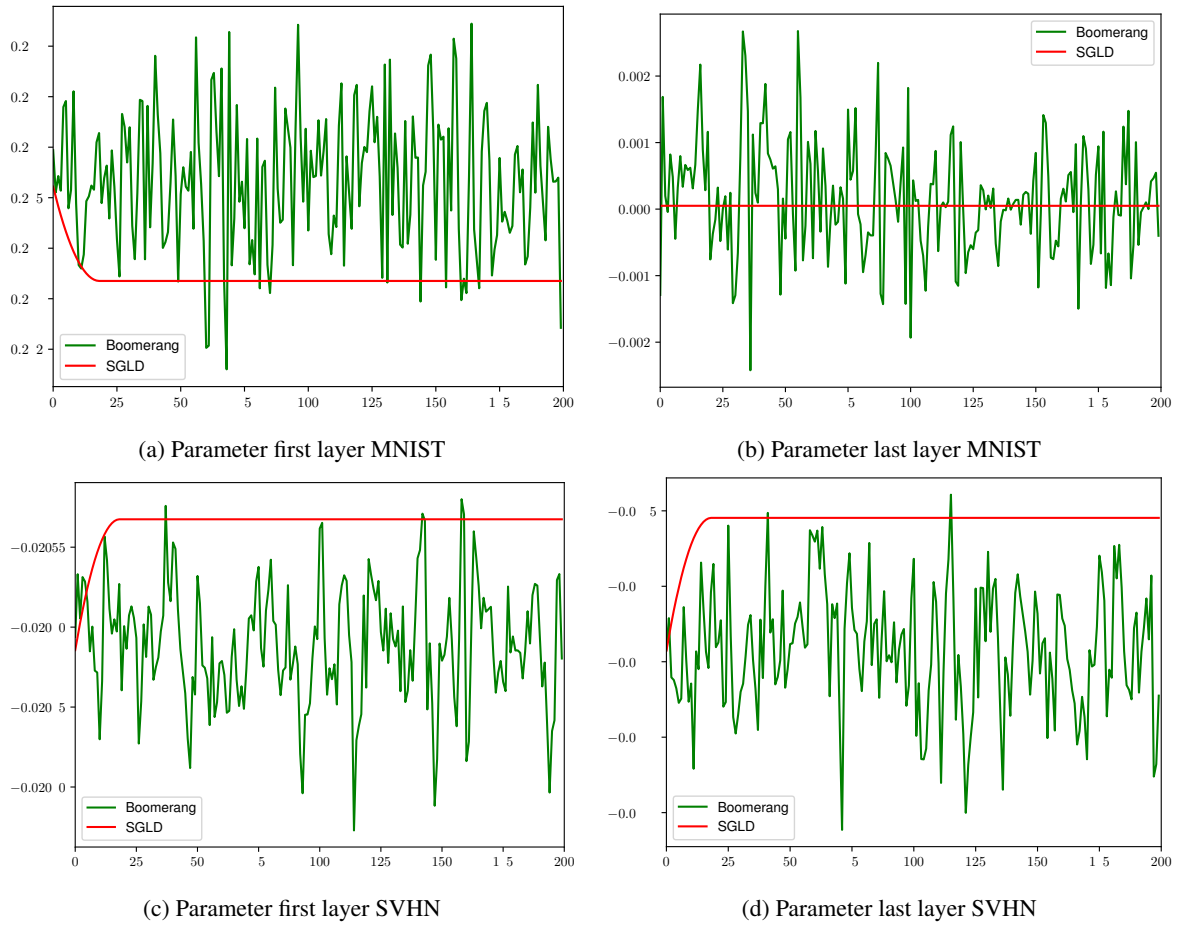 0.2
0.2
0.2
0.2 5
0.2
0.2
0.2 2
Boomerang
SGLD
0 25 50 75 100 125 150 1 5 200
(a) Parameter first layer MNIST
0.002
0.001
0.000
−0.001
−0.002
Boomerang
SGLD
0 25 50 5 100 125 150 1 5 200
(b) Parameter last layer MNIST
−0.02055
−0.020 0
−0.020 5
−0.020 0
Boomerang
SGLD
0 25 50 5 100 125 150 1 5 200
(c) Parameter first layer SVHN
−0.0 5
−0.0
−0.0
−0.0
−0.0
Boomerang
SGLD
0 25 50 5 100 125 150 1 5 200
(d) Parameter last layer SVHN